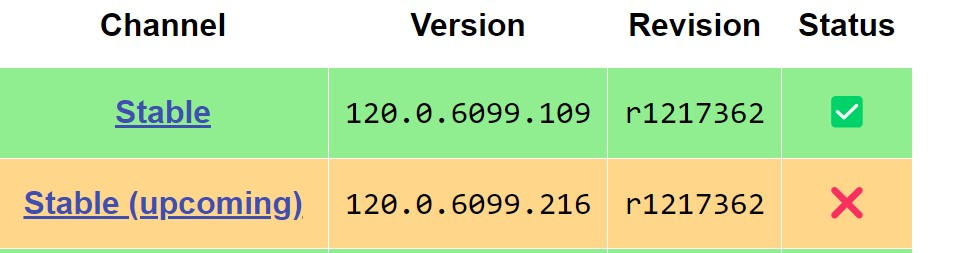 Channel Version Revision Status
Stable 120.0.6099.109 r1217362
Stable (upcoming) 120.0.6099.216 r1217362